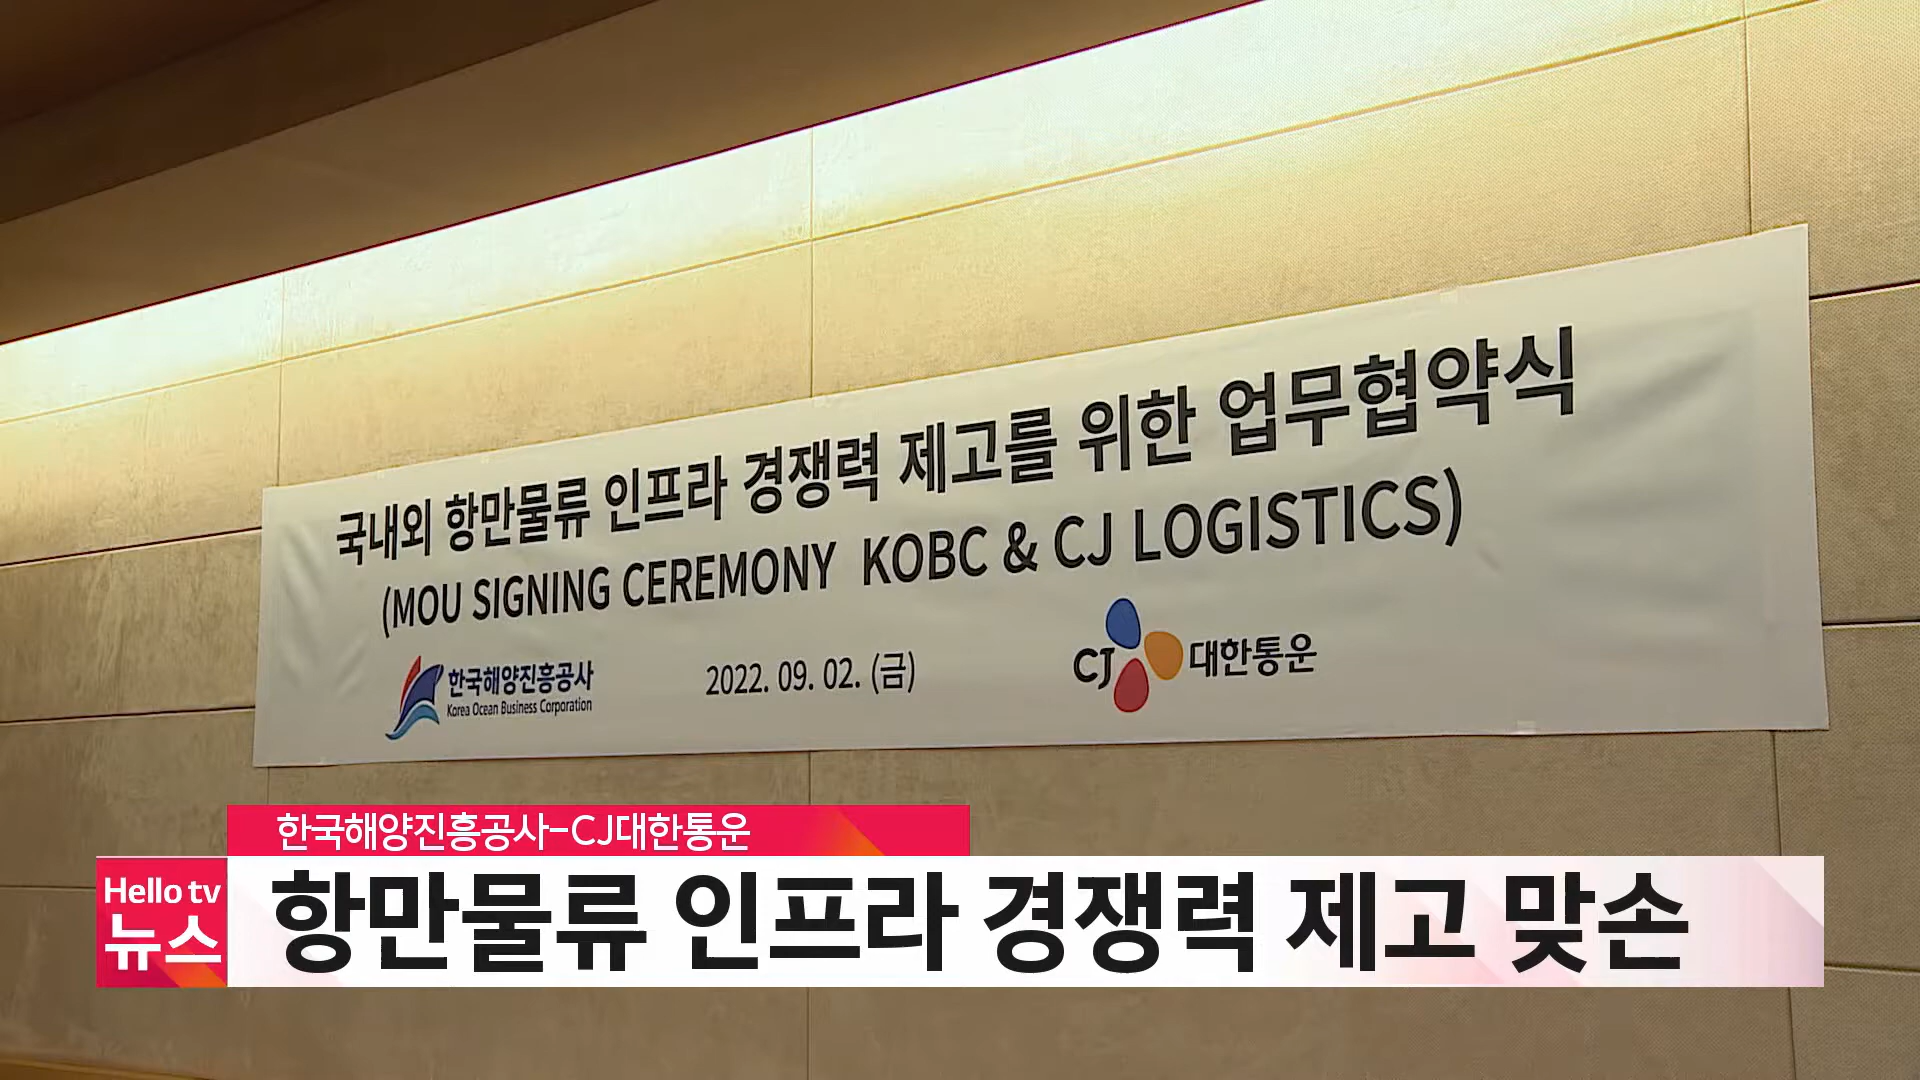 국내외 항만물류 인프라 경쟁력 제고를 위한 업무협약식
(MOU SIGNING CEREMONY KOBC & CJ LOGISTICS)
한국해양진흥공사
Korea Ocean Business Corporation
2022. 09. 02. (금)
CJ 대한통운
한국해양진흥공사-CJ대한통운
Hello tv
뉴스
항만물류 인프라 경쟁력 제고 맞손